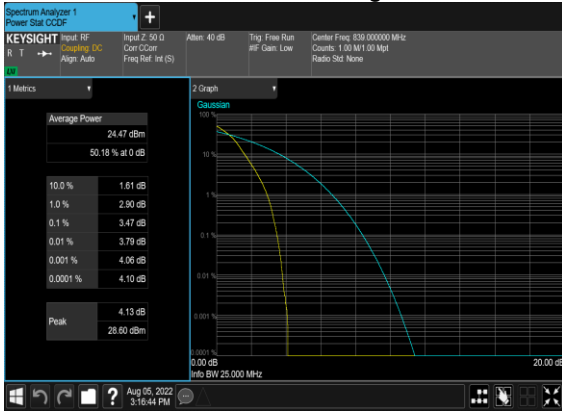 Spectrum Analyzer 1
Power Stat CCDF
KEYSIGHT
R T
LXI
Input: RF
Coupling: DC
Align: Auto
Input Z: 50 Ω
Corr CCorr
Freq Ref: Int (S)
Atten: 40 dB
Trig: Free Run
#IF Gain: Low
Center Freq: 839.000000 MHz
Counts: 1.00 M/1.00 Mpt
Radio Std: None
1 Metrics
Average Power
24.47 dBm
50.18 % at 0 dB
10.0 % 1.61 dB
1.0 % 2.90 dB
0.1 % 3.47 dB
0.01 % 3.79 dB
0.001 % 4.06 dB
0.0001 % 4.10 dB
Peak
4.13 dB
28.60 dBm
2 Graph
Gaussian
100 %
10 %
1 %
0.1 %
0.01 %
0.001 %
0.0001 %
0.00 dB 20.00 dB
Info BW 25.000 MHz
?
Aug 05, 2022
3:16:44 PM